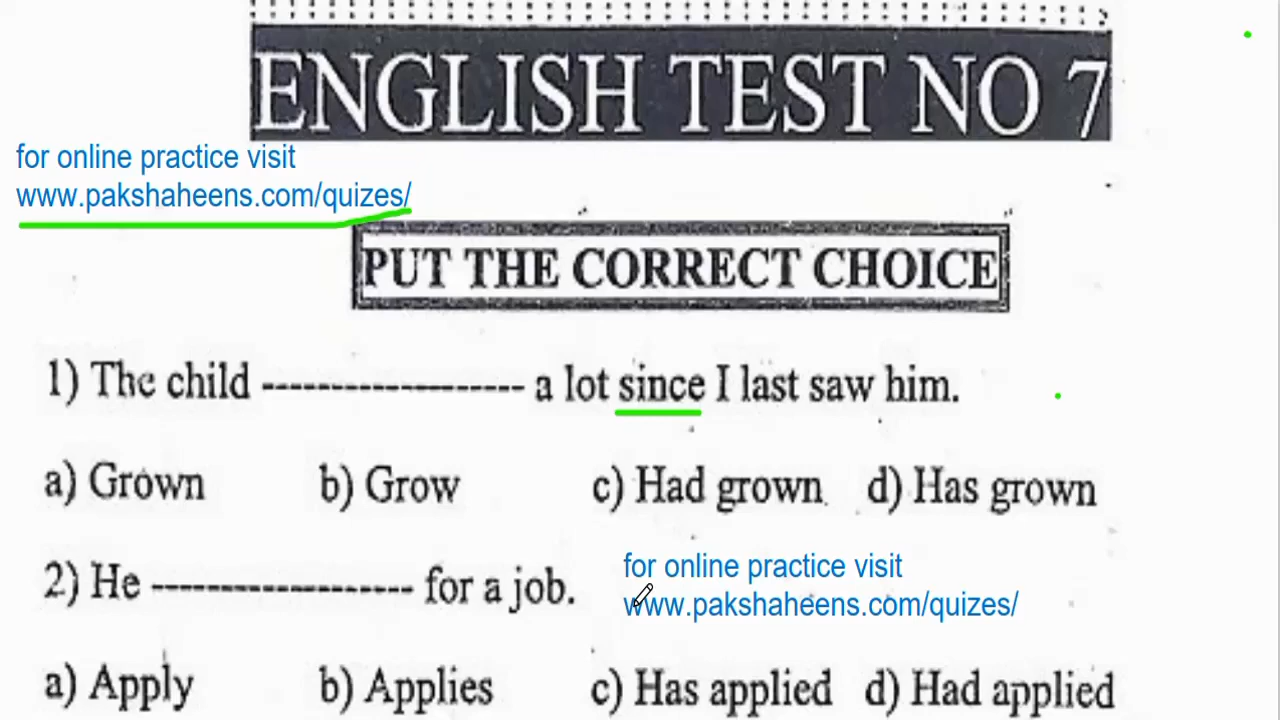 ENGLISH TEST NO 7
for online practice visit
www.pakshaheens.com/quizes/
PUT THE CORRECT CHOICE
1) The child ------------------- a lot since I last saw him.
a) Grown b) Grow c) Had grown d) Has grown
2) He ------------------- for a job.
for online practice visit
www.pakshaheens.com/quizes/
a) Apply b) Applies c) Has applied d) Had applied